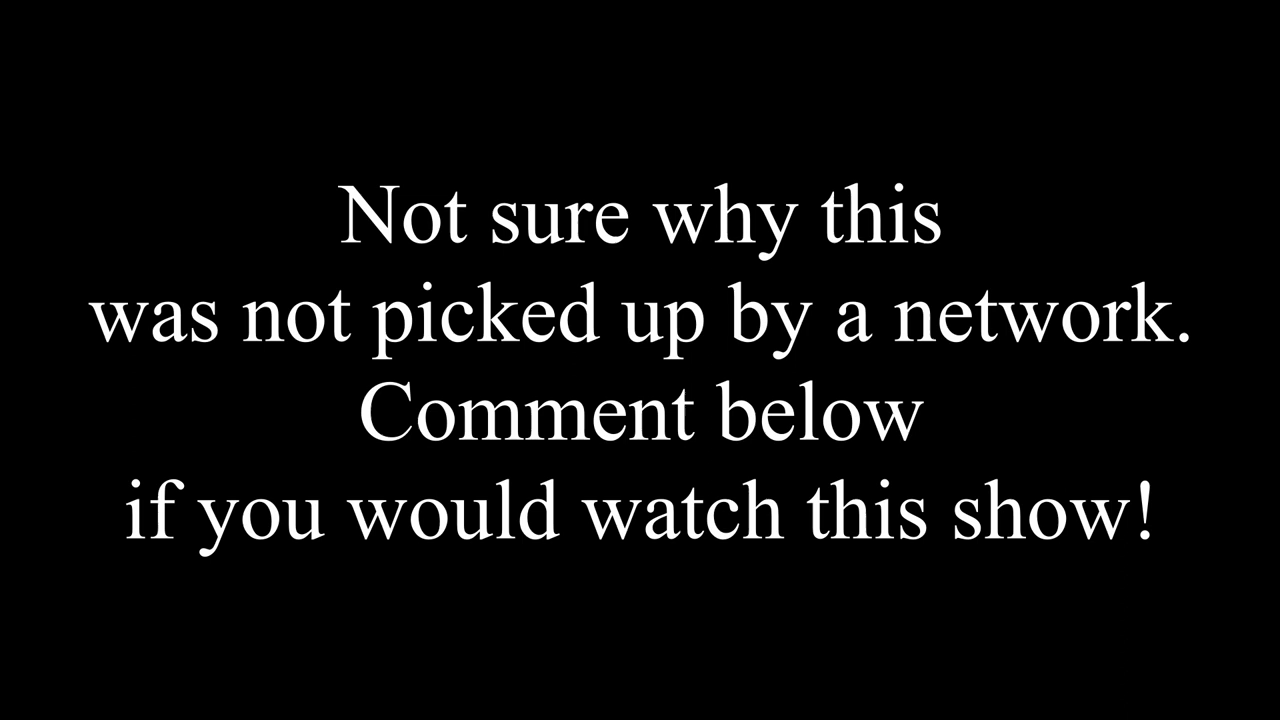 Not sure why this
was not picked up by a network.
Comment below
if you would watch this show!